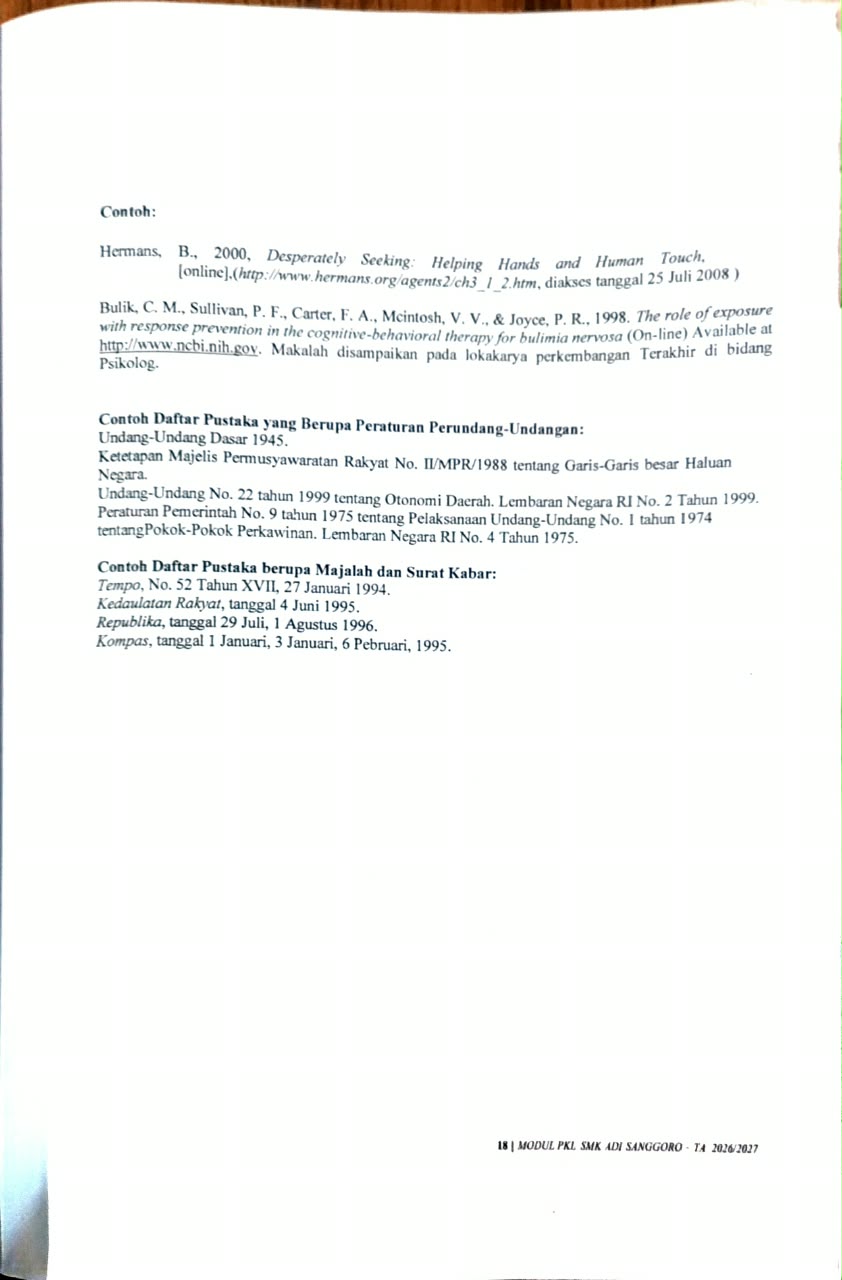 Contoh:
Hermans, B., 2000, Desperately Seeking: Helping Hands and Human Touch,
[online],(http://www.hermans.org/agents2/ch3_1_2.htm, diakses tanggal 25 Juli 2008 )
Bulik, C. M., Sullivan, P. F., Carter, F. A., Mcintosh, V. V., & Joyce, P. R., 1998. The role of exposure
with response prevention in the cognitive-behavioral therapy for bulimia nervosa (On-line) Available at
http://www.ncbi.nih.gov. Makalah disampaikan pada lokakarya perkembangan Terakhir di bidang
Psikolog.
Contoh Daftar Pustaka yang Berupa Peraturan Perundang-Undangan:
Undang-Undang Dasar 1945.
Ketetapan Majelis Permusyawaratan Rakyat No. II/MPR/1988 tentang Garis-Garis besar Haluan
Negara.
Undang-Undang No. 22 tahun 1999 tentang Otonomi Daerah. Lembaran Negara RI No. 2 Tahun 1999.
Peraturan Pemerintah No. 9 tahun 1975 tentang Pelaksanaan Undang-Undang No. 1 tahun 1974
tentangPokok-Pokok Perkawinan. Lembaran Negara RI No. 4 Tahun 1975.
Contoh Daftar Pustaka berupa Majalah dan Surat Kabar:
Tempo, No. 52 Tahun XVII, 27 Januari 1994.
Kedaulatan Rakyat, tanggal 4 Juni 1995.
Republika, tanggal 29 Juli, 1 Agustus 1996.
Kompas, tanggal 1 Januari, 3 Januari, 6 Pebruari, 1995.
18 | MODUL PKL SMK ADI SANGGORO - TA 2026/2027